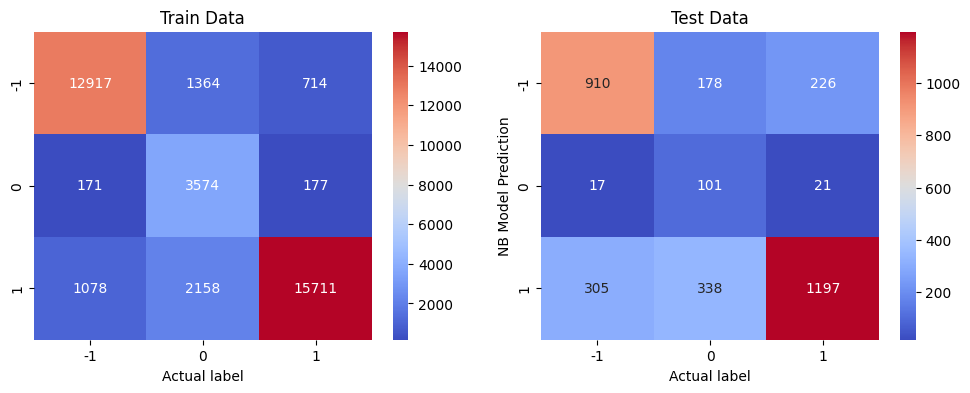 Train Data
-1
12917 1364 714
0
171 3574 177
1
1078 2158 15711
-1 0 1
Actual label
14000
12000
10000
8000
6000
4000
2000
Test Data
NB Model Prediction
-1
910 178 226
0
17 101 21
1
305 338 1197
-1 0 1
Actual label
1000
800
600
400
200